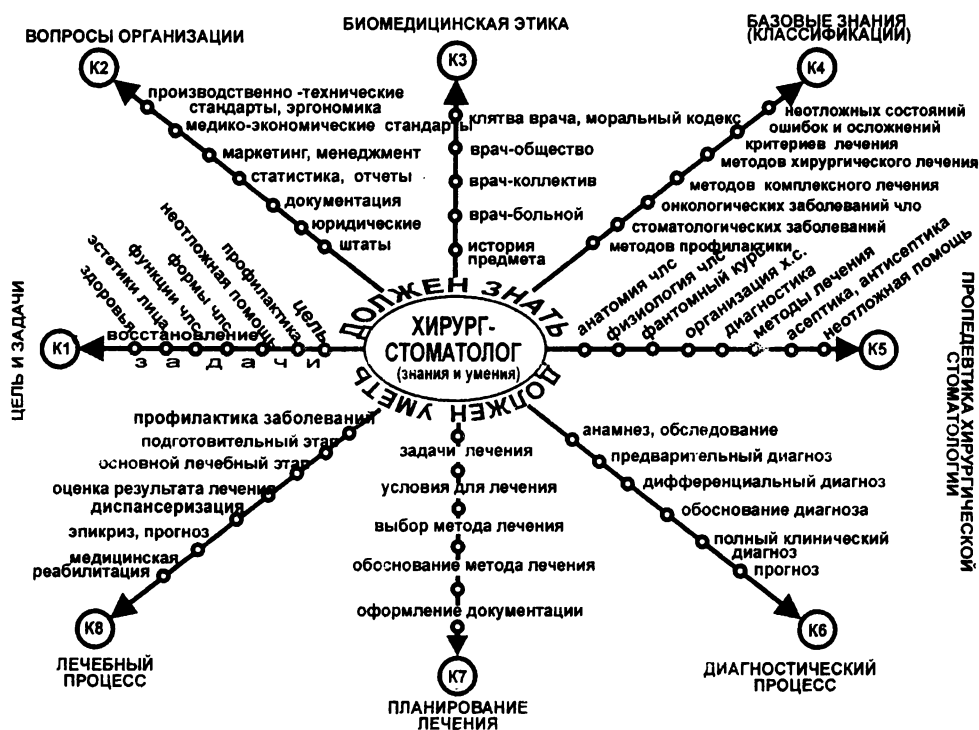 ВОПРОСЫ ОРГАНИЗАЦИИ
К2
производственно -технические
стандарты, эргономика
медико-экономические стандарты
маркетинг, менеджмент
статистика, отчеты
документация
юридические
штаты
БИОМЕДИЦИНСКАЯ ЭТИКА
К3
клятва врача, моральный кодекс
врач-общество
врач-коллектив
врач-больной
история
предмета
БАЗОВЫЕ ЗНАНИЯ
(КЛАССИФИКАЦИИ)
К4
неотложных состояний
ошибок и осложнений
критериев лечения
методов хирургического лечения
методов комплексного лечения
онкологических заболеваний чло
стоматологических заболеваний
методов профилактики
ЦЕЛЬ И ЗАДАЧИ
К1
здоровья
эстетики лица
функции члс
формы члс
неотложная помощь
профилактика
цель
восстановление
задачи
ДОЛЖЕН ЗНАТЬ
ХИРУРГ-
СТОМАТОЛОГ
(знания и умения)
ДОЛЖЕН УМЕТЬ
анатомия члс
физиология члс
фантомный курс
организация х.с.
диагностика
методы лечения
асептика, антисептика
неотложная помощь
К5
ПРОПЕДЕВТИКА ХИРУРГИЧЕСКОЙ
СТОМАТОЛОГИИ
профилактика заболеваний
подготовительный этап
основной лечебный этап
оценка результата лечения
диспансеризация
эпикриз, прогноз
медицинская
реабилитация
К8
ЛЕЧЕБНЫЙ
ПРОЦЕСС
задачи лечения
условия для лечения
выбор метода лечения
обоснование метода лечения
оформление документации
К7
ПЛАНИРОВАНИЕ
ЛЕЧЕНИЯ
анамнез, обследование
предварительный диагноз
дифференциальный диагноз
обоснование диагноза
полный клинический
диагноз
прогноз
К6
ДИАГНОСТИЧЕСКИЙ
ПРОЦЕСС